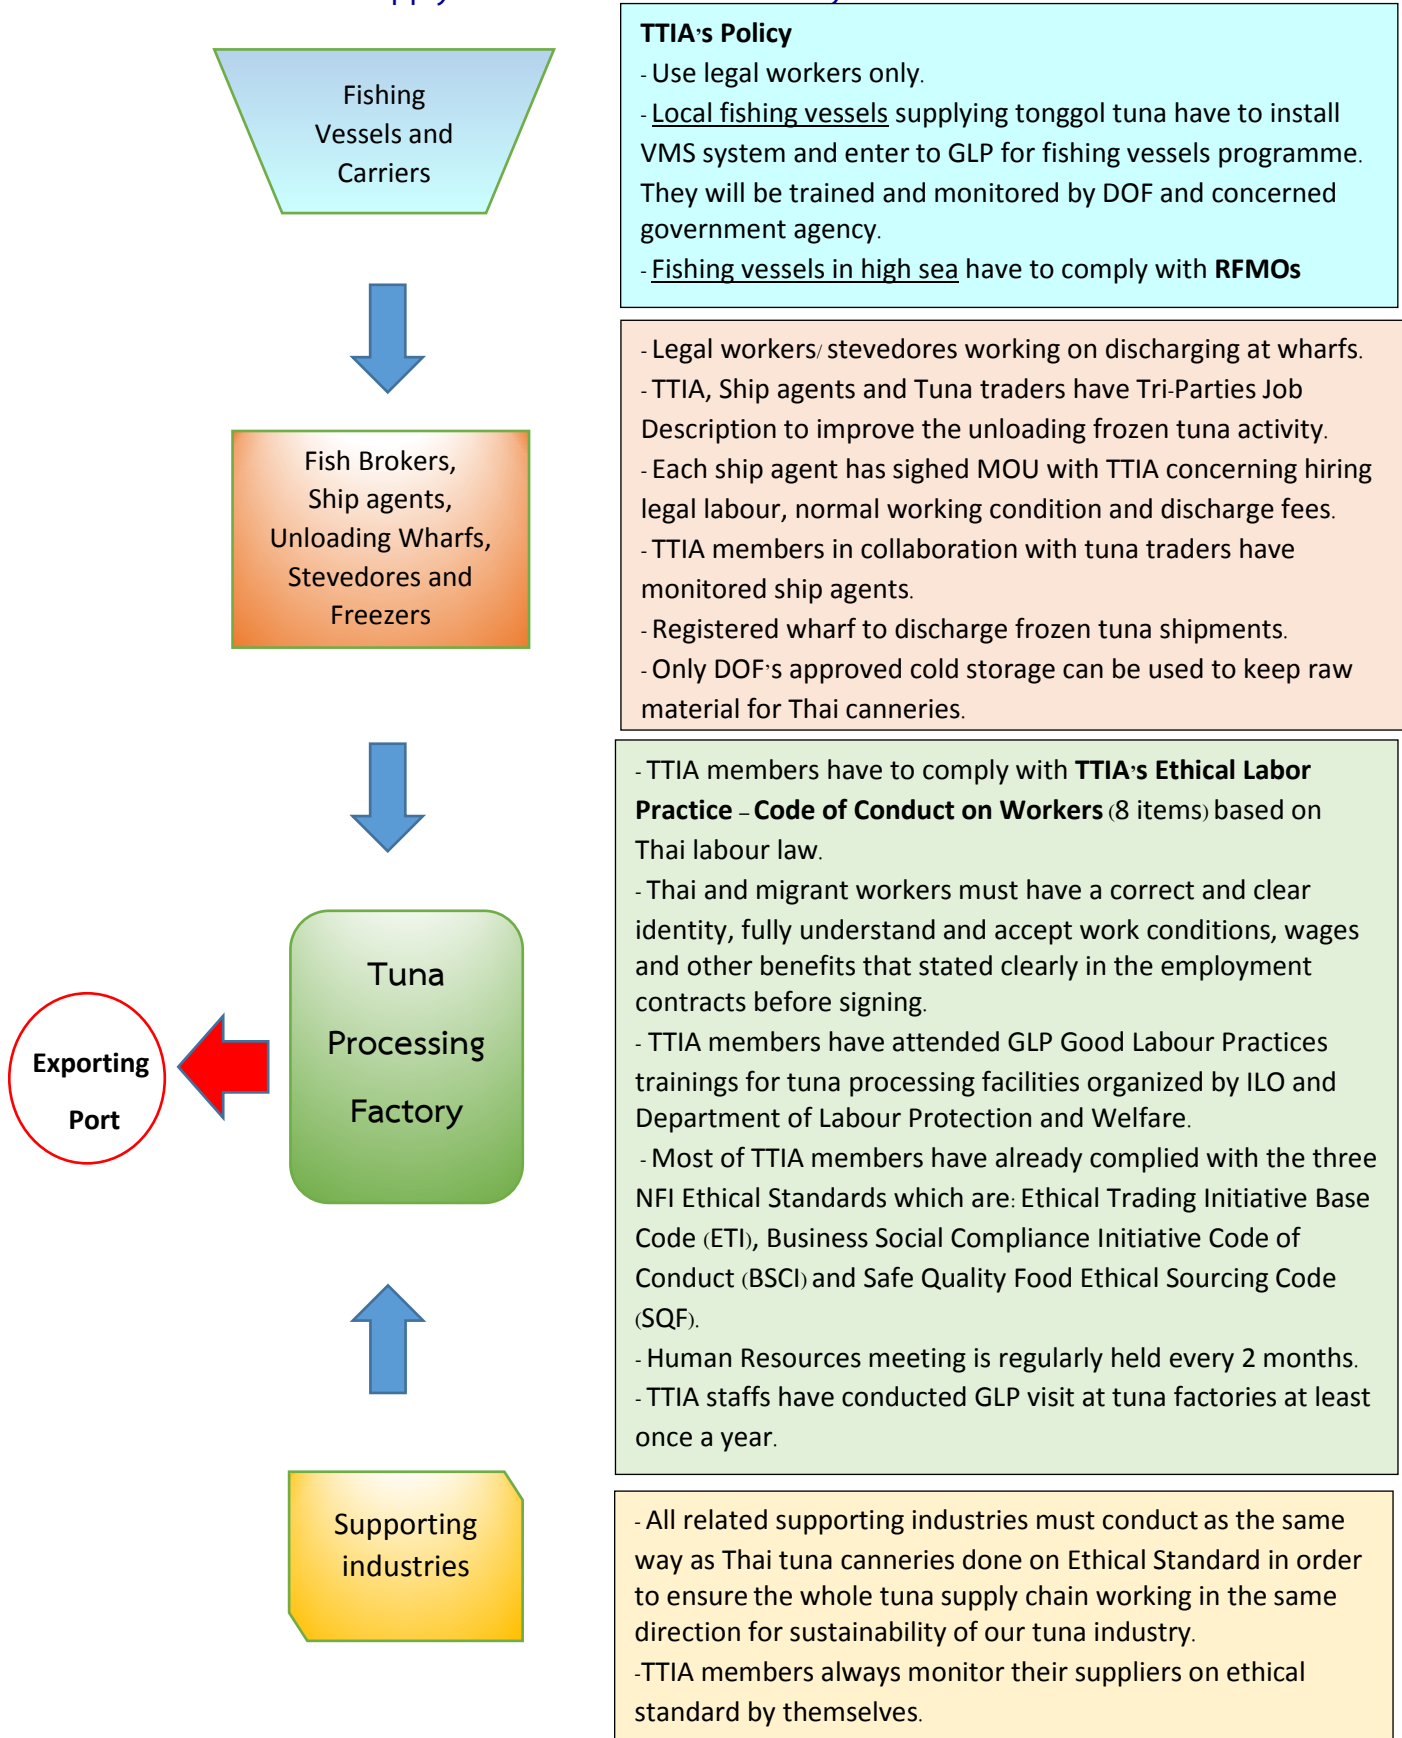 TTIA's Policy
- Use legal workers only.
- Local fishing vessels supplying tonggol tuna have to install
VMS system and enter to GLP for fishing vessels programme.
They will be trained and monitored by DOF and concerned
government agency.
- Fishing vessels in high sea have to comply with RFMOs
Fishing
Vessels and
Carriers
- Legal workers/ stevedores working on discharging at wharfs.
- TTIA, Ship agents and Tuna traders have Tri-Parties Job
Description to improve the unloading frozen tuna activity.
- Each ship agent has sighed MOU with TTIA concerning hiring
legal labour, normal working condition and discharge fees.
- TTIA members in collaboration with tuna traders have
monitored ship agents.
- Registered wharf to discharge frozen tuna shipments.
- Only DOF's approved cold storage can be used to keep raw
material for Thai canneries.
Fish Brokers,
Ship agents,
Unloading Wharfs,
Stevedores and
Freezers
- TTIA members have to comply with TTIA's Ethical Labor
Practice – Code of Conduct on Workers (8 items) based on
Thai labour law.
- Thai and migrant workers must have a correct and clear
identity, fully understand and accept work conditions, wages
and other benefits that stated clearly in the employment
contracts before signing.
- TTIA members have attended GLP Good Labour Practices
trainings for tuna processing facilities organized by ILO and
Department of Labour Protection and Welfare.
- Most of TTIA members have already complied with the three
NFI Ethical Standards which are: Ethical Trading Initiative Base
Code (ETI), Business Social Compliance Initiative Code of
Conduct (BSCI) and Safe Quality Food Ethical Sourcing Code
(SQF).
- Human Resources meeting is regularly held every 2 months.
- TTIA staffs have conducted GLP visit at tuna factories at least
once a year.
Tuna
Processing
Factory
Exporting
Port
Supporting
industries
- All related supporting industries must conduct as the same
way as Thai tuna canneries done on Ethical Standard in order
to ensure the whole tuna supply chain working in the same
direction for sustainability of our tuna industry.
-TTIA members always monitor their suppliers on ethical
standard by themselves.